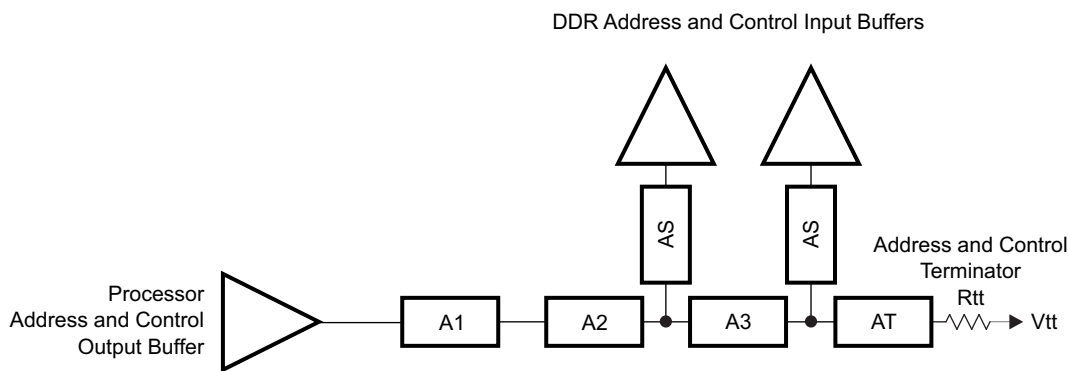 DDR Address and Control Input Buffers
AS
AS
Processor
Address and Control
Output Buffer
A1
A2
A3
AT
Address and Control
Terminator
Rtt
Vtt